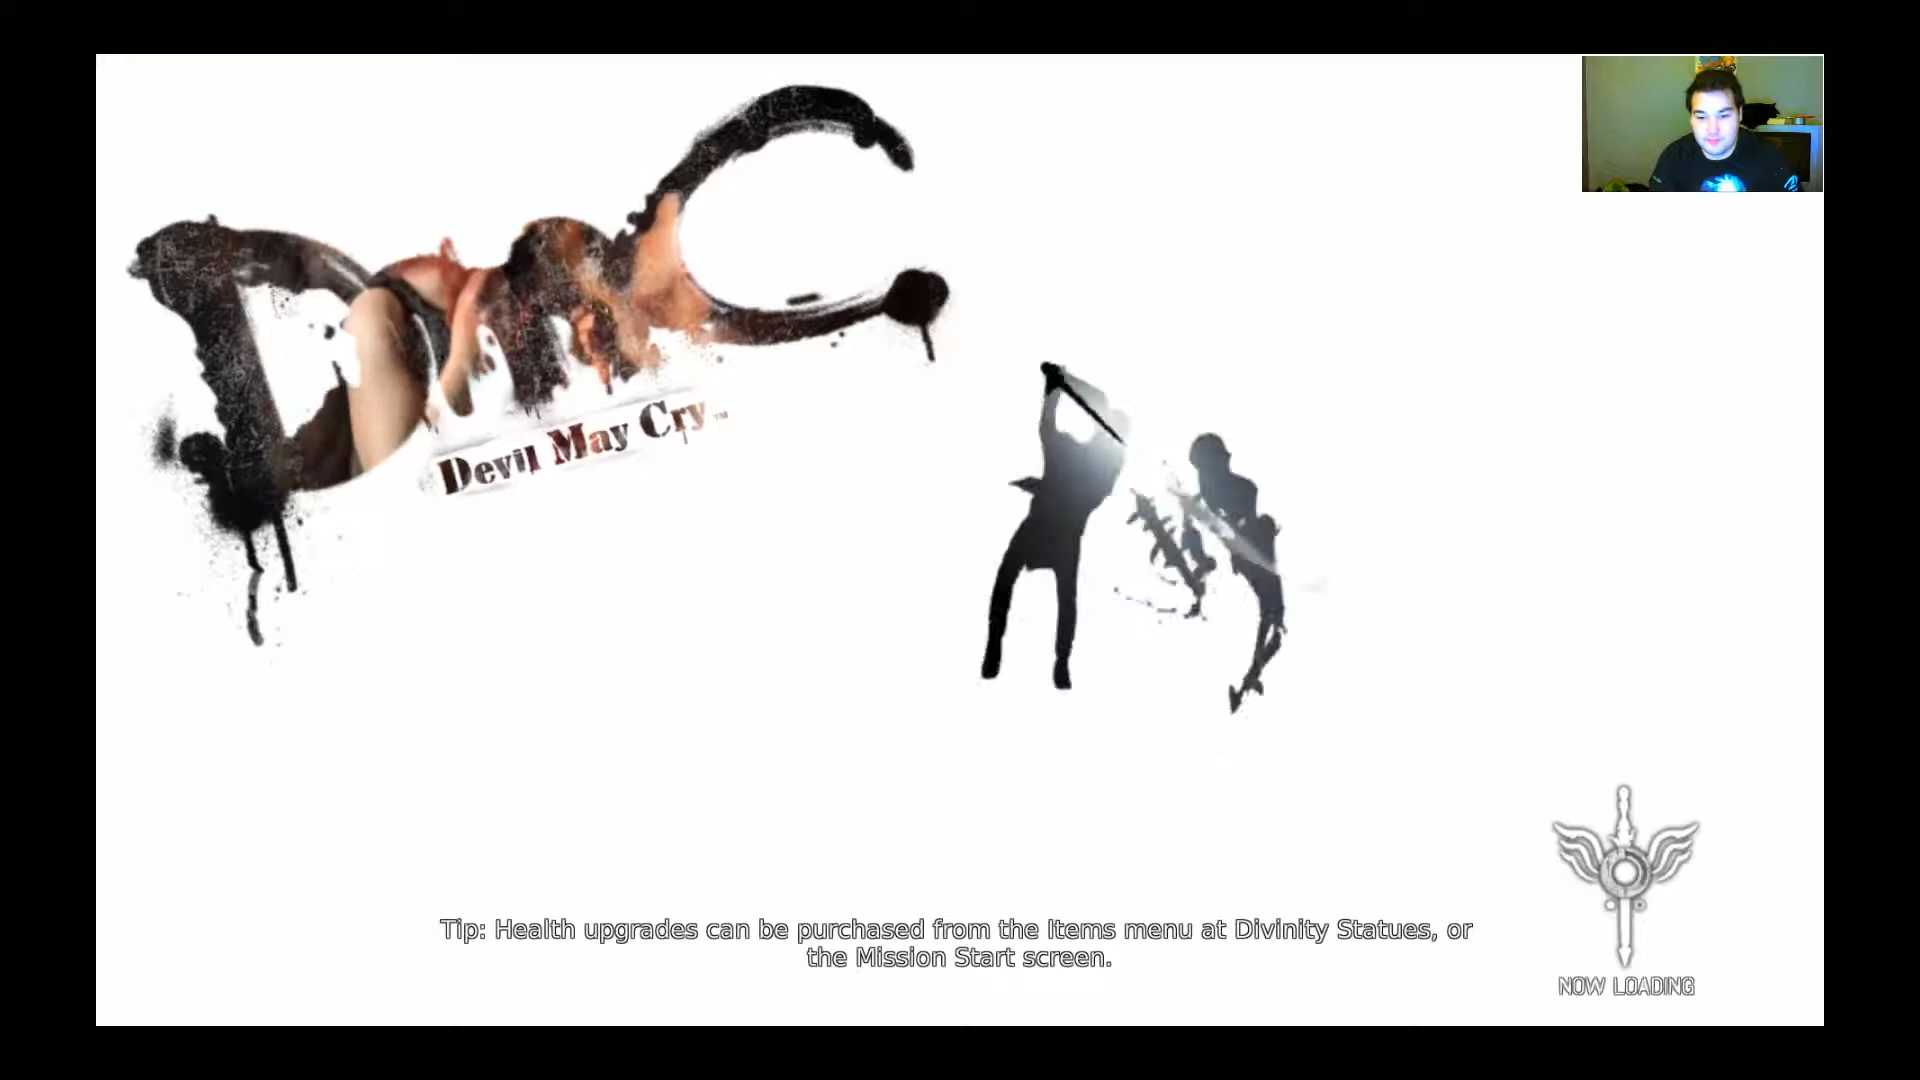 DmC
Devil May Cry™
Tip: Health upgrades can be purchased from the Items menu at Divinity Statues, or
the Mission Start screen.
NOW LOADING